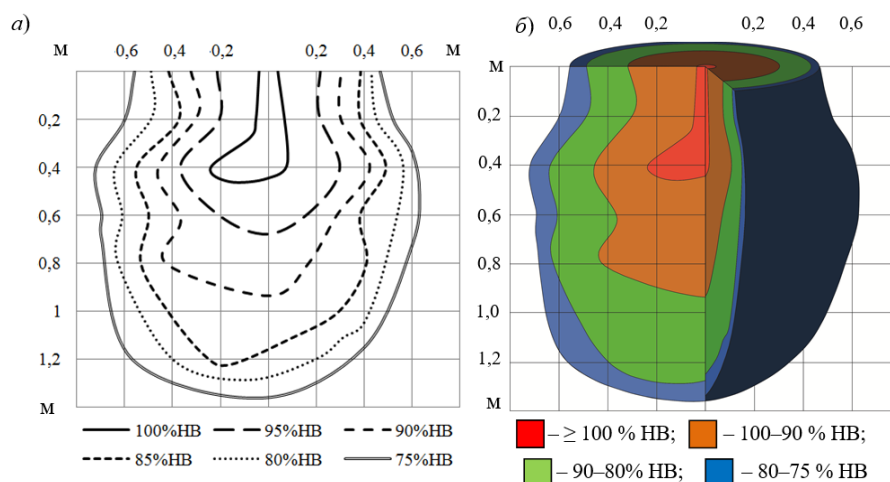 а)
М 0,6 0,4 0,2 0,2 0,4 0,6 М
0,2
0,4
0,6
0,8
1
1,2
М
100%НВ 95%НВ 90%НВ
85%НВ 80%НВ 75%НВ
б) 0,6 0,4 0,2 0,2 0,4 0,6
М
0,2
0,4
0,6
0,8
1,0
1,2
М
– ≥ 100 % НВ; – 100–90 % НВ;
– 90–80% НВ; – 80–75 % НВ